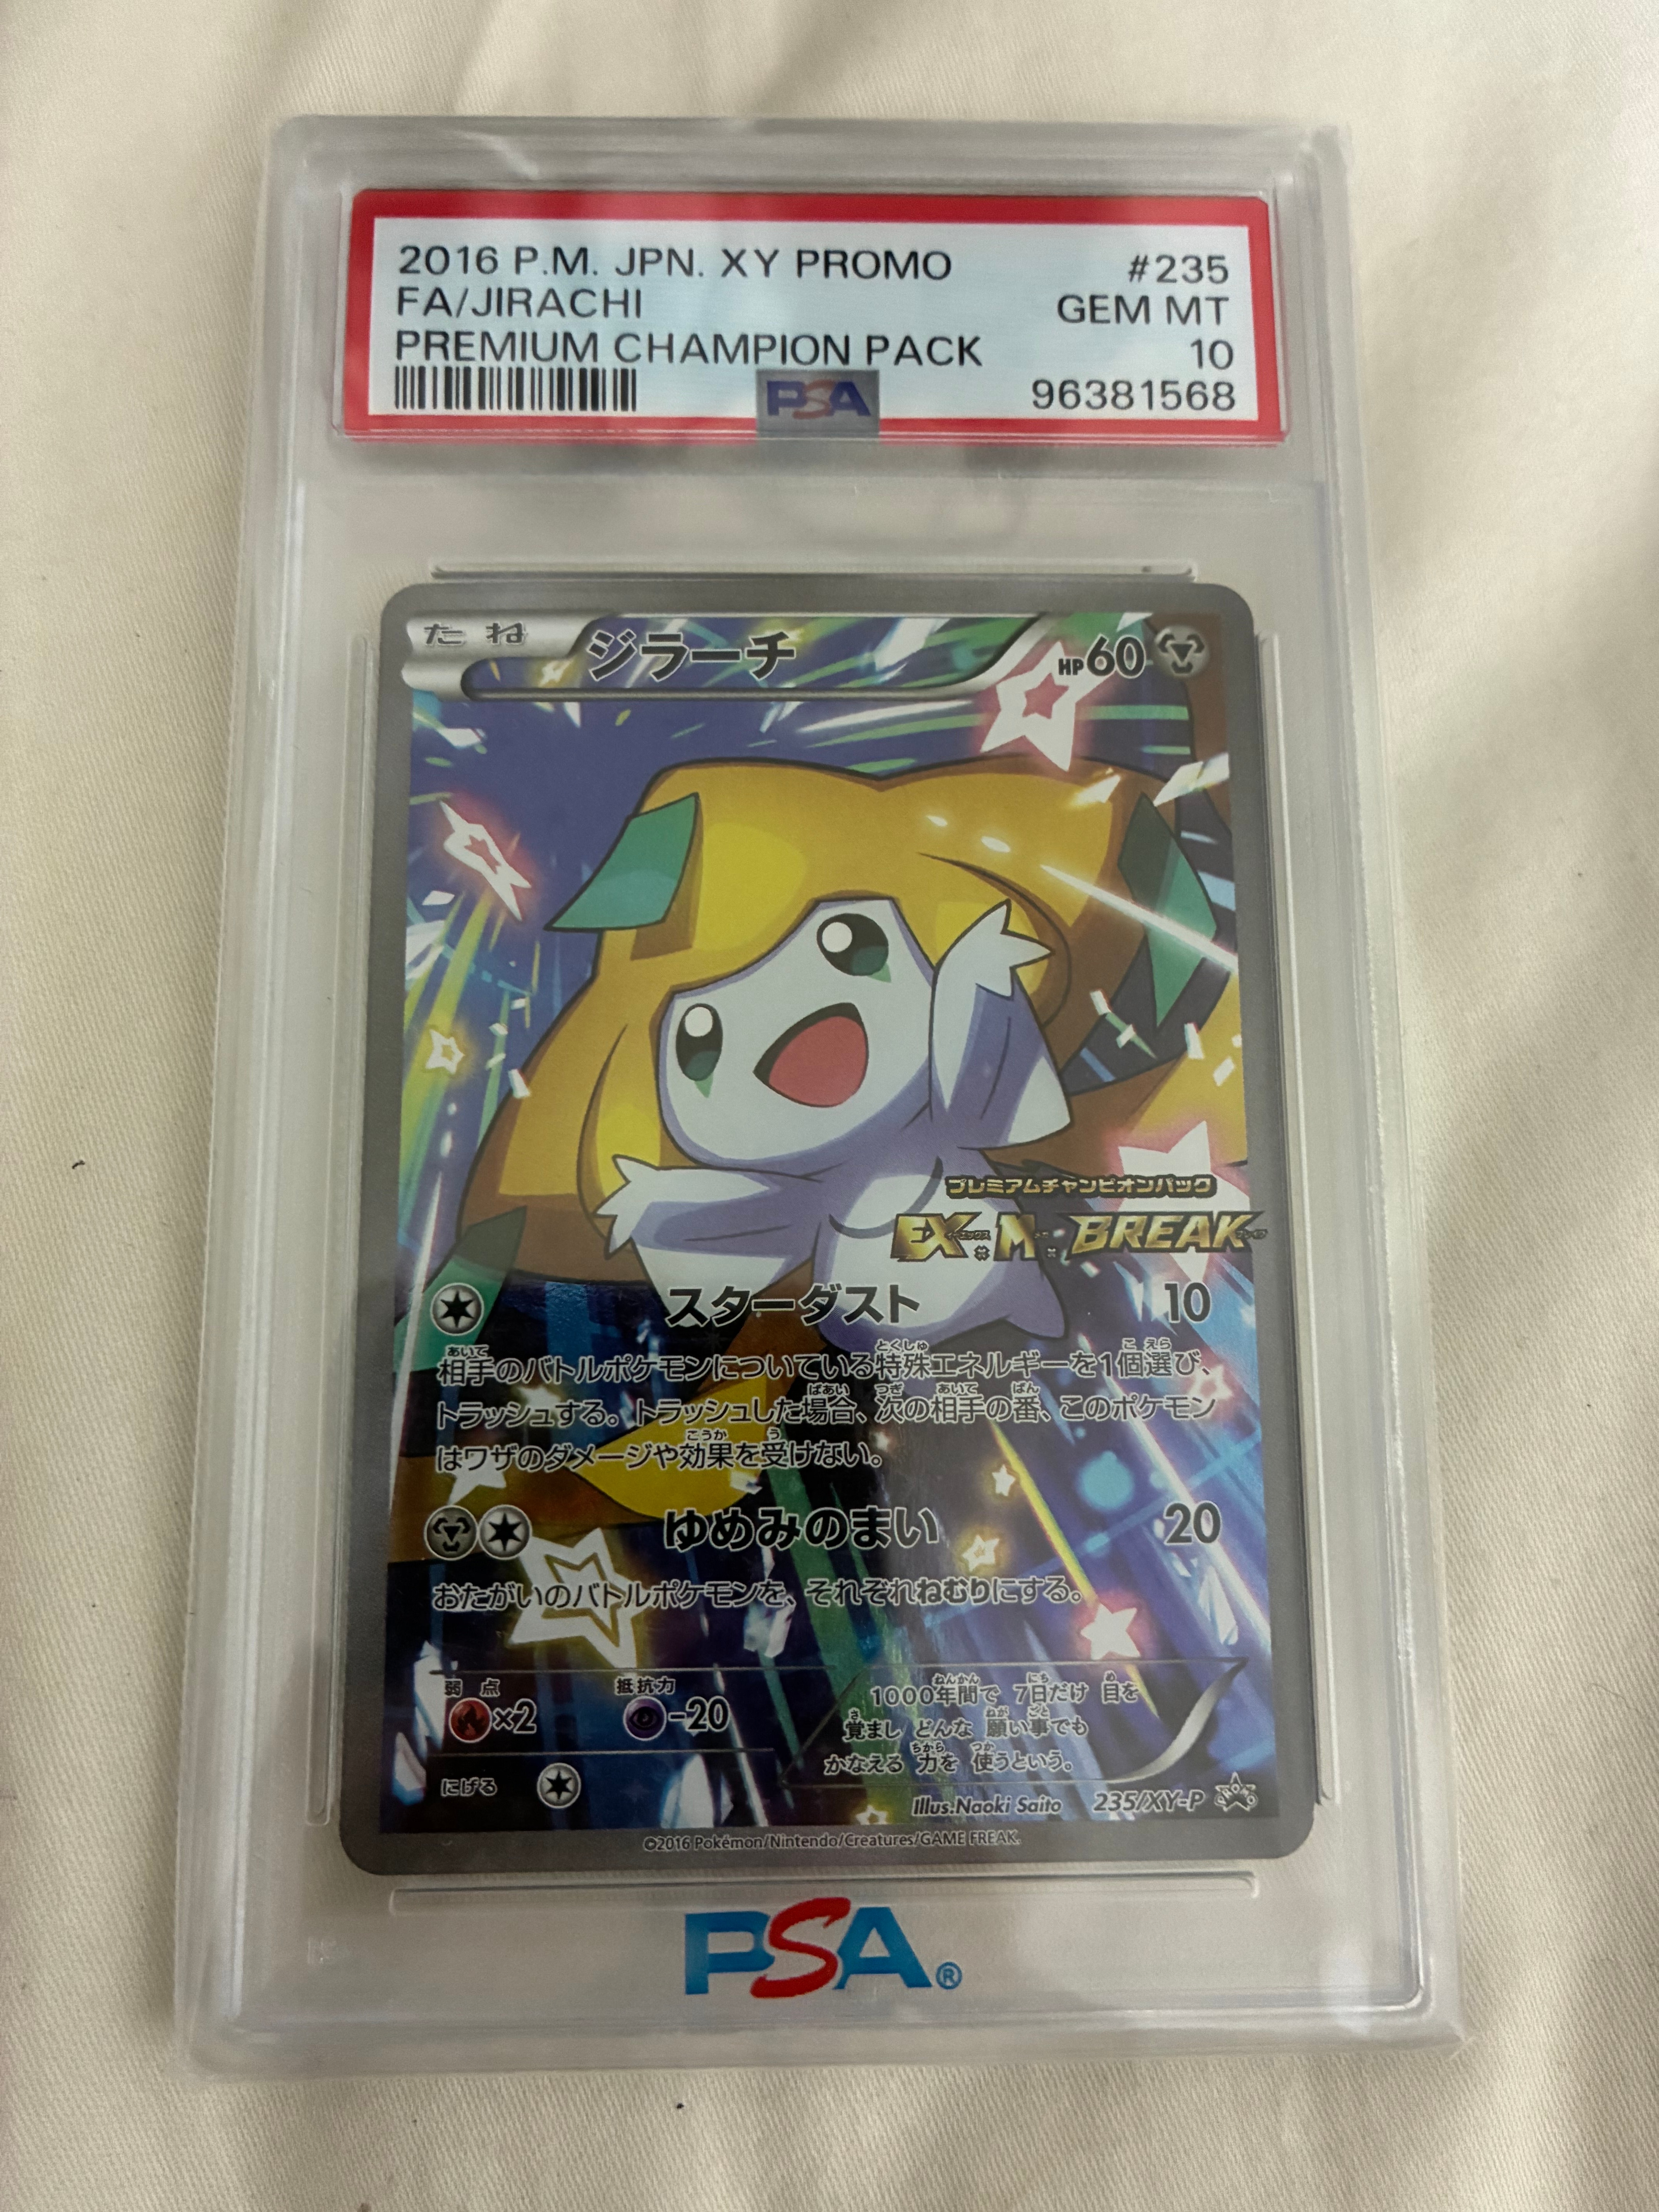 2016 P.M. JPN. XY PROMO #235
FA/JIRACHI GEM MT
PREMIUM CHAMPION PACK 10
PSA 96381568
たね ジラーチ HP60
プレミアムチャンピオンパック
EX イーエックス × M × BREAK ブレイク
スターダスト 10
相手のバトルポケモンについている特殊エネルギーを1個選び、
トラッシュする。トラッシュした場合、次の相手の番、このポケモン
はワザのダメージや効果を受けない。
ゆめみのまい 20
おたがいのバトルポケモンを、それぞれねむりにする。
弱点 抵抗力
×2 -20
にげる
1000年間で 7日だけ 目を
覚まし どんな 願い事でも
かなえる 力を 使うという。
Illus.Naoki Saito 235/XY-P
©2016 Pokémon/Nintendo/Creatures/GAME FREAK.
PSA®